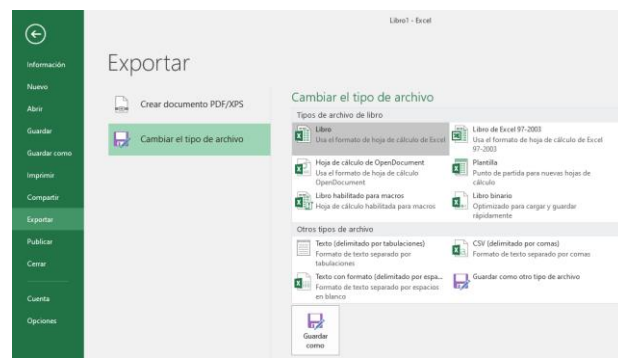 Libro1 - Excel
Información
Nuevo
Abrir
Guardar
Guardar como
Imprimir
Compartir
Exportar
Publicar
Cerrar
Cuenta
Opciones
Exportar
Crear documento PDF/XPS
Cambiar el tipo de archivo
Cambiar el tipo de archivo
Tipos de archivo de libro
Libro
Usa el formato de hoja de cálculo de Excel
Libro de Excel 97-2003
Usa el formato de hoja de cálculo de Excel
97-2003
Hoja de cálculo de OpenDocument
Usa el formato de hoja de cálculo
OpenDocument
Plantilla
Punto de partida para nuevas hojas de
cálculo
Libro habilitado para macros
Hoja de cálculo habilitada para macros
Libro binario
Optimizado para cargar y guardar
rápidamente
Otros tipos de archivo
Texto (delimitado por tabulaciones)
Formato de texto separado por
tabulaciones
CSV (delimitado por comas)
Formato de texto separado por comas
Texto con formato (delimitado por espa...
Formato de texto separado por espacios
en blanco
Guardar como otro tipo de archivo
Guardar
como